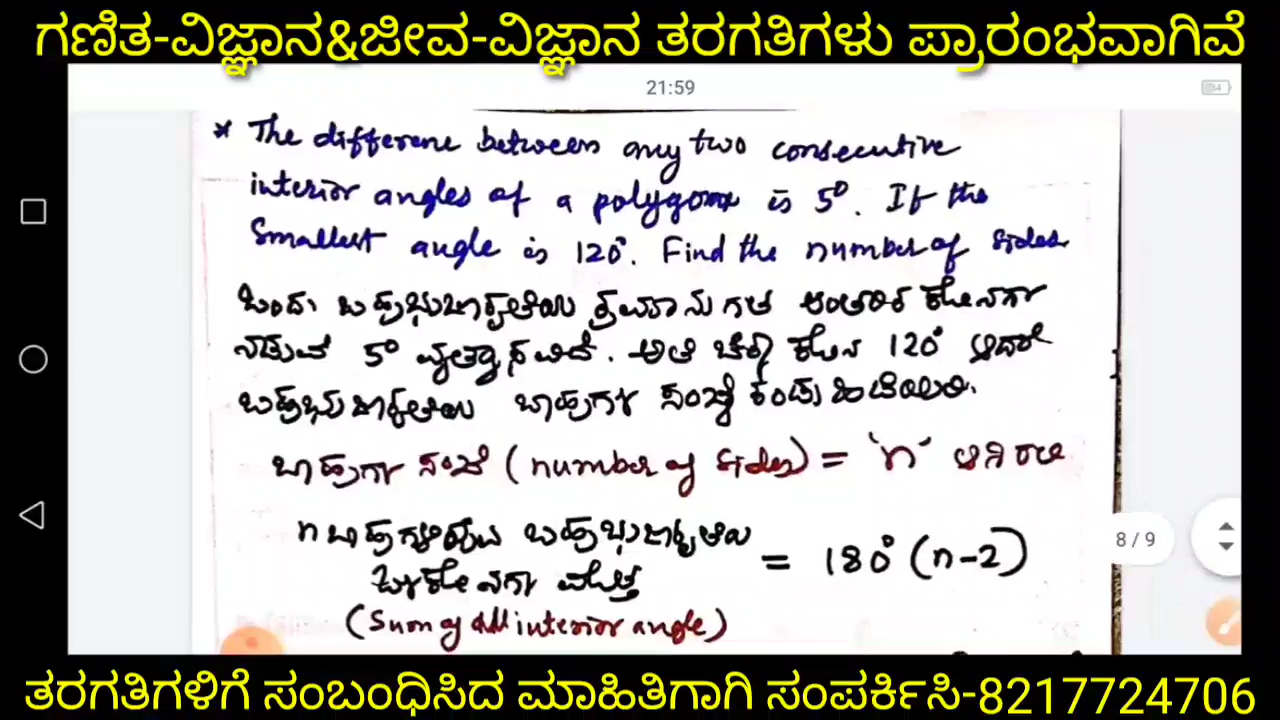 ಗಣಿತ-ವಿಜ್ಞಾನ&ಜೀವ-ವಿಜ್ಞಾನ ತರಗತಿಗಳು ಪ್ರಾರಂಭವಾಗಿವೆ
21:59
* The difference between any two consecutive
interior angles of a polygon is 5°. If the
Smallest angle is 120°. Find the number of sides
ಒಂದು ಬಹುಭುಜಾಕೃತಿಯ ಕ್ರಮಾನುಗತ ಆಂತರಿಕ ಕೋನಗಳ
ನಡುವೆ 5° ವ್ಯತ್ಯಾಸವಿದೆ. ಅತಿ ಚಿಕ್ಕ ಕೋನ 120° ಆದರೆ
ಬಹುಭುಜಾಕೃತಿಯ ಬಾಹುಗಳ ಸಂಖ್ಯೆ ಕಂಡುಹಿಡಿಯಿರಿ.
ಬಾಹುಗಳ ಸಂಖ್ಯೆ (number of sides) = 'n' ಆಗಿರಲಿ
n ಬಾಹುಗಳಿರುವ ಬಹುಭುಜಾಕೃತಿಯ = 180° (n-2)
ಮೊತ್ತ
(Sum of all interior angle)
8 / 9
ತರಗತಿಗಳಿಗೆ ಸಂಬಂಧಿಸಿದ ಮಾಹಿತಿಗಾಗಿ ಸಂಪರ್ಕಿಸಿ-8217724706